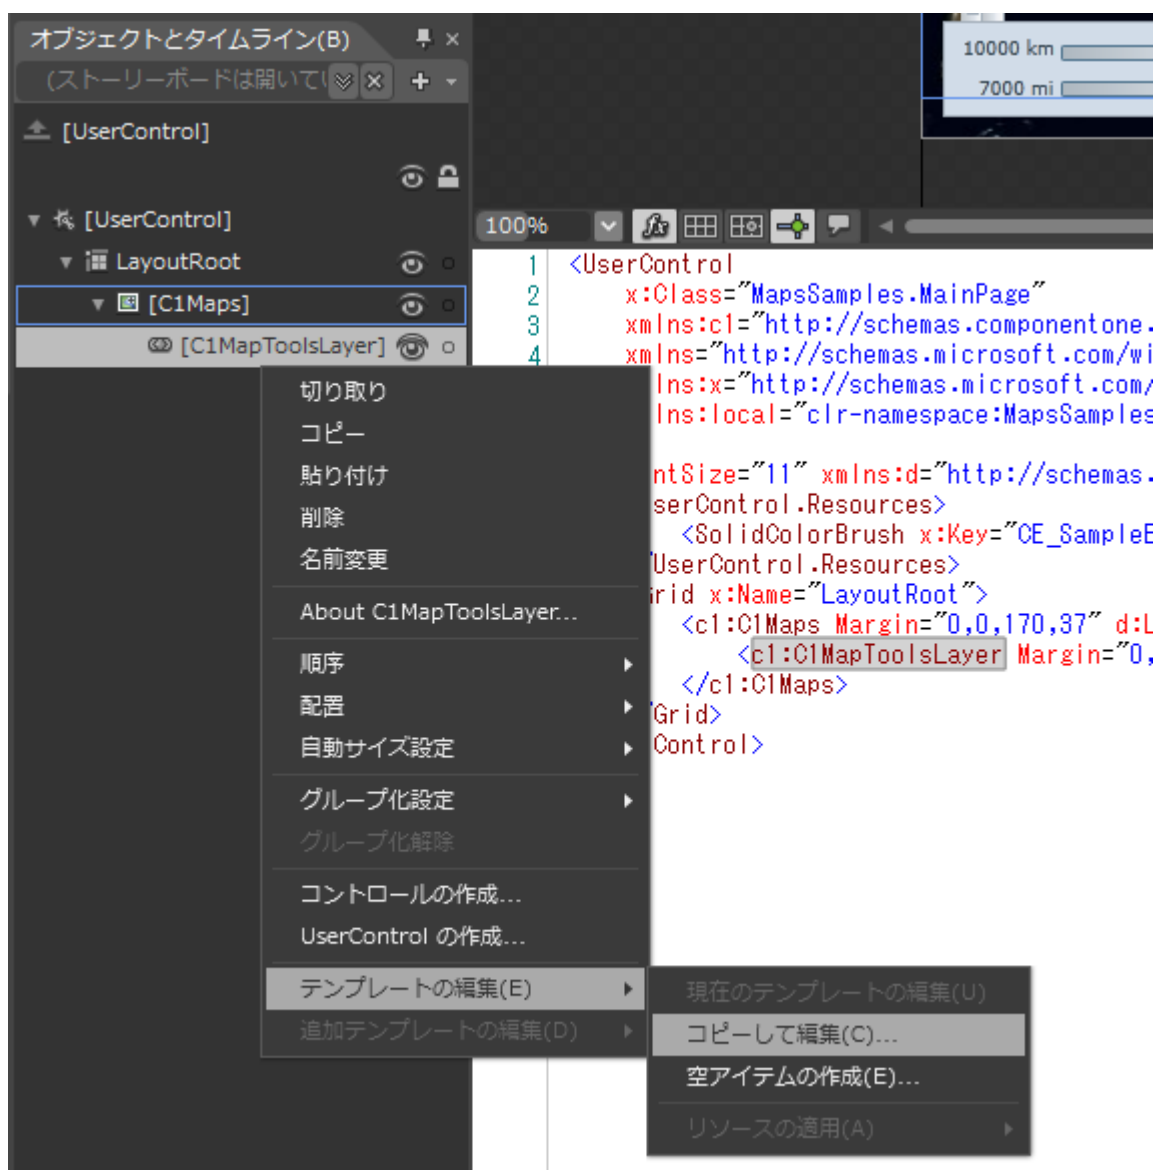 オブジェクトとタイムライン(B)
(ストーリーボードは開いてい
[UserControl]
[UserControl]
LayoutRoot
[C1Maps]
[C1MapToolsLayer]
10000 km
7000 mi
100%
1 <UserControl
2 x:Class="MapsSamples.MainPage"
3 xmlns:c1="http://schemas.componentone.
4 xmlns="http://schemas.microsoft.com/wi
lns:x="http://schemas.microsoft.com/
lns:local="clr-namespace:MapsSamples
ntSize="11" xmlns:d="http://schemas.
serControl.Resources>
<SolidColorBrush x:Key="CE_SampleB
UserControl.Resources>
rid x:Name="LayoutRoot">
<c1:C1Maps Margin="0,0,170,37" d:L
<c1:C1MapToolsLayer Margin="0,
</c1:C1Maps>
Grid>
Control>
切り取り
コピー
貼り付け
削除
名前変更
About C1MapToolsLayer...
順序
配置
自動サイズ設定
グループ化設定
グループ化解除
コントロールの作成...
UserControl の作成...
テンプレートの編集(E)
追加テンプレートの編集(D)
現在のテンプレートの編集(U)
コピーして編集(C)...
空アイテムの作成(E)...
リソースの適用(A)